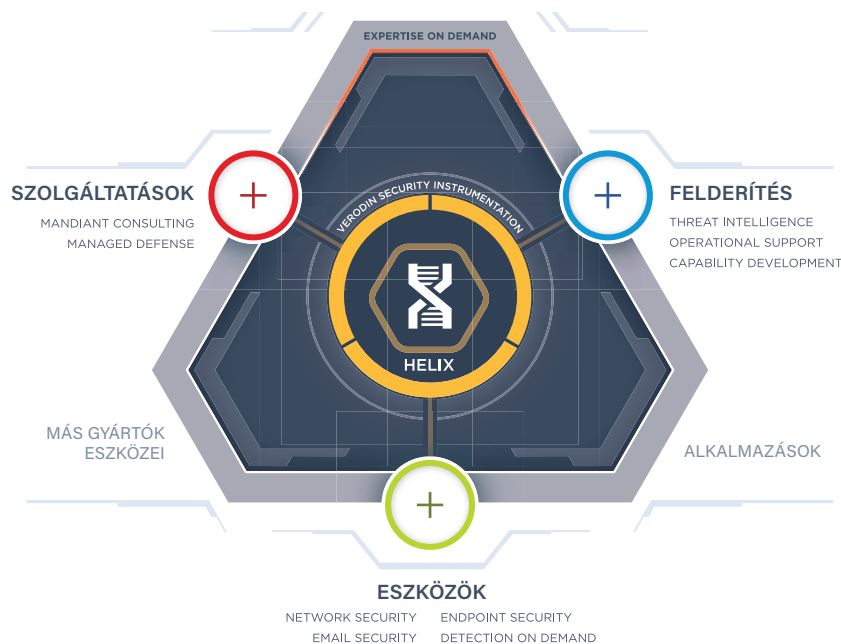 EXPERTISE ON DEMAND
VERODIN SECURITY INSTRUMENTATION
SZOLGÁLTATÁSOK
MANDIANT CONSULTING
MANAGED DEFENSE
FELDERÍTÉS
THREAT INTELLIGENCE
OPERATIONAL SUPPORT
CAPABILITY DEVELOPMENT
HELIX
MÁS GYÁRTÓK
ESZKÖZEI
ALKALMAZÁSOK
ESZKÖZÖK
NETWORK SECURITY ENDPOINT SECURITY
EMAIL SECURITY DETECTION ON DEMAND